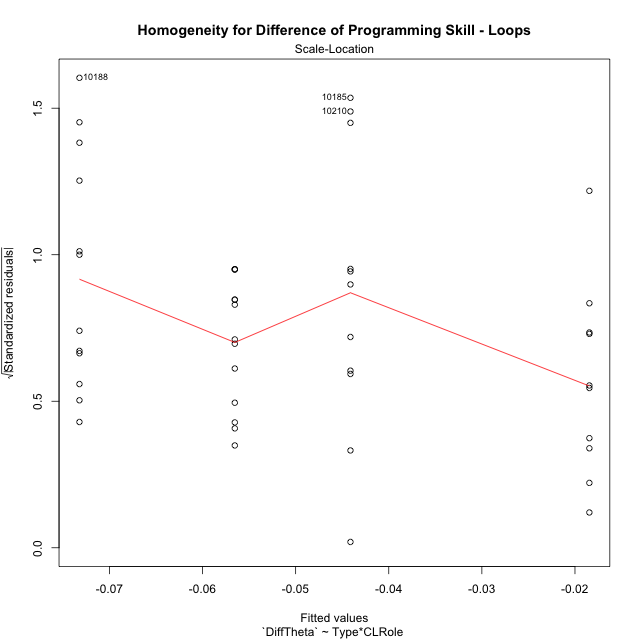 Homogeneity for Difference of Programming Skill - Loops
Scale-Location
10188
10185
10210
√|Standardized residuals|
0.0
0.5
1.0
1.5
-0.07
-0.06
-0.05
-0.04
-0.03
-0.02
Fitted values
`DiffTheta` ~ Type*CLRole